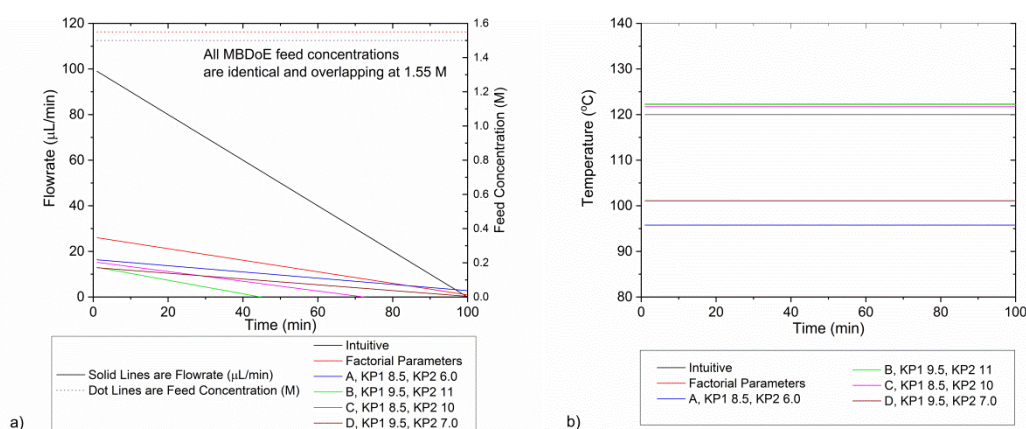 120
100
80
60
40
20
0
Flowrate (μL/min)
All MBDoE feed concentrations
are identical and overlapping at 1.55 M
1.6
1.4
1.2
1.0
0.8
0.6
0.4
0.2
0.0
Feed Concentration (M)
0 20 40 60 80 100
Time (min)
Solid Lines are Flowrate (μL/min)
Dot Lines are Feed Concentration (M)
Intuitive
Factorial Parameters
A, KP1 8.5, KP2 6.0
B, KP1 9.5, KP2 11
C, KP1 8.5, KP2 10
D, KP1 9.5, KP2 7.0
a)
140
130
120
110
100
90
80
Temperature (°C)
0 20 40 60 80 100
Time (min)
Intuitive
Factorial Parameters
A, KP1 8.5, KP2 6.0
B, KP1 9.5, KP2 11
C, KP1 8.5, KP2 10
D, KP1 9.5, KP2 7.0
b)